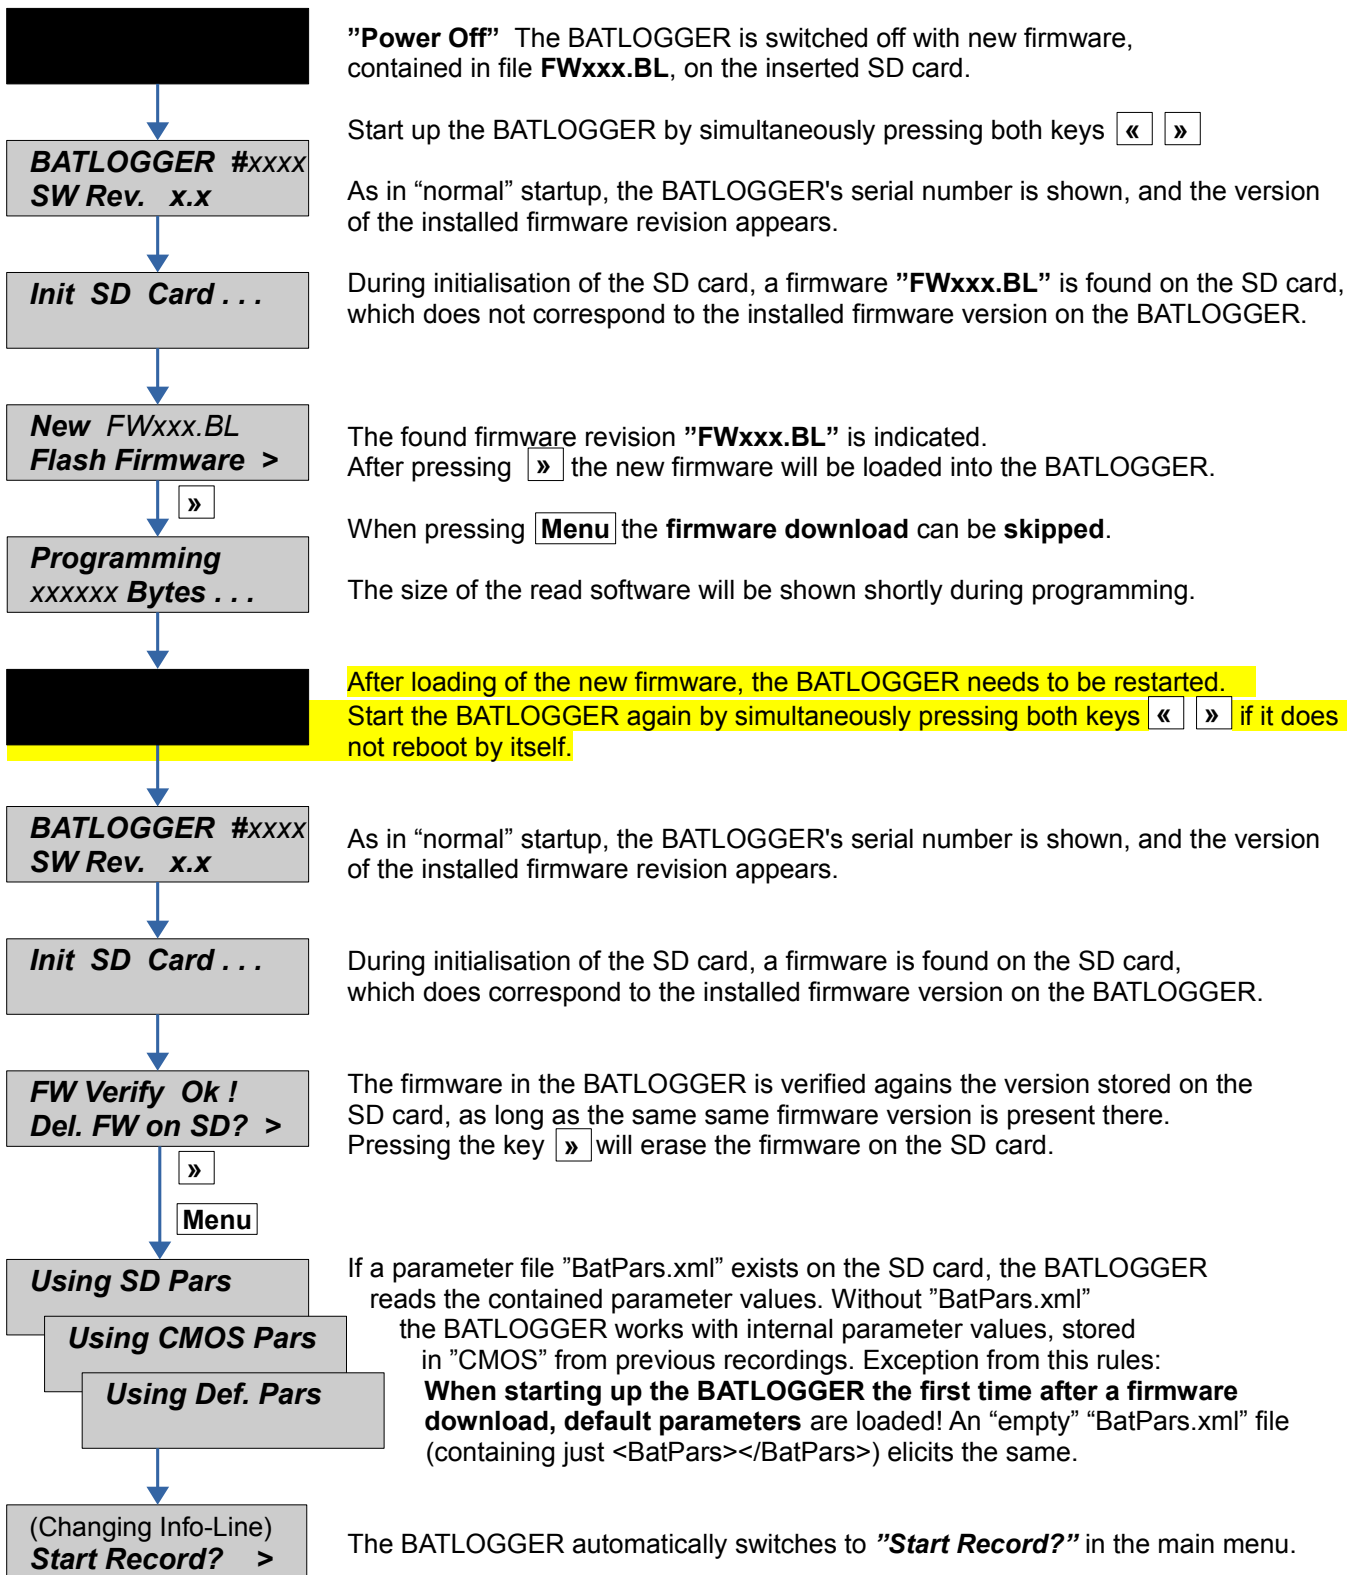 ”Power Off” The BATLOGGER is switched off with new firmware,
contained in file FWxxx.BL, on the inserted SD card.
Start up the BATLOGGER by simultaneously pressing both keys « »
BATLOGGER #xxxx
SW Rev. x.x
As in “normal” startup, the BATLOGGER's serial number is shown, and the version
of the installed firmware revision appears.
Init SD Card . . .
During initialisation of the SD card, a firmware ”FWxxx.BL” is found on the SD card,
which does not correspond to the installed firmware version on the BATLOGGER.
New FWxxx.BL
Flash Firmware >
The found firmware revision ”FWxxx.BL” is indicated.
After pressing » the new firmware will be loaded into the BATLOGGER.
»
When pressing Menu the firmware download can be skipped.
Programming
xxxxxx Bytes . . .
The size of the read software will be shown shortly during programming.
After loading of the new firmware, the BATLOGGER needs to be restarted.
Start the BATLOGGER again by simultaneously pressing both keys « » if it does
not reboot by itself.
BATLOGGER #xxxx
SW Rev. x.x
As in “normal” startup, the BATLOGGER's serial number is shown, and the version
of the installed firmware revision appears.
Init SD Card . . .
During initialisation of the SD card, a firmware is found on the SD card,
which does correspond to the installed firmware version on the BATLOGGER.
FW Verify Ok !
Del. FW on SD? >
The firmware in the BATLOGGER is verified agains the version stored on the
SD card, as long as the same same firmware version is present there.
Pressing the key » will erase the firmware on the SD card.
»
Menu
Using SD Pars
Using CMOS Pars
Using Def. Pars
If a parameter file ”BatPars.xml” exists on the SD card, the BATLOGGER
reads the contained parameter values. Without ”BatPars.xml”
the BATLOGGER works with internal parameter values, stored
in ”CMOS” from previous recordings. Exception from this rules:
When starting up the BATLOGGER the first time after a firmware
download, default parameters are loaded! An “empty” “BatPars.xml” file
(containing just <BatPars></BatPars>) elicits the same.
(Changing Info-Line)
Start Record? >
The BATLOGGER automatically switches to ”Start Record?” in the main menu.